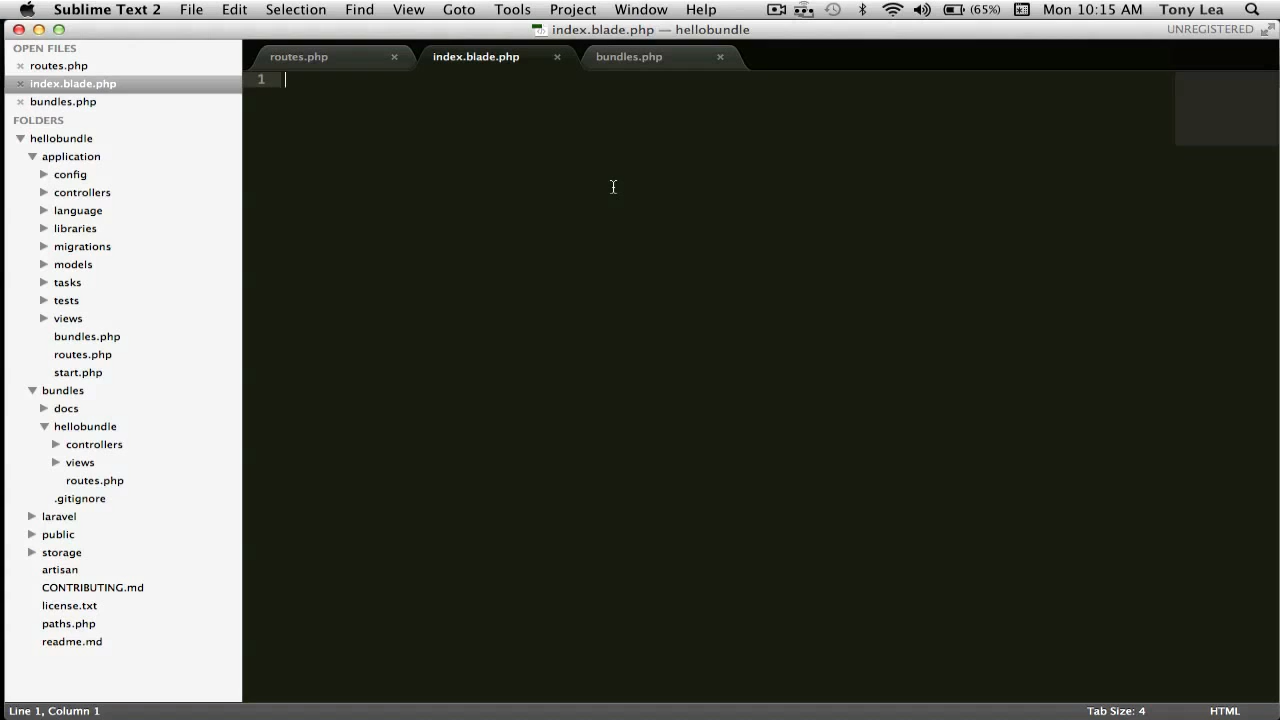 Sublime Text 2 File Edit Selection Find View Goto Tools Project Window Help (65%) Mon 10:15 AM Tony Lea
index.blade.php — hellobundle UNREGISTERED
OPEN FILES
routes.php
index.blade.php
bundles.php
FOLDERS
hellobundle
application
config
controllers
language
libraries
migrations
models
tasks
tests
views
bundles.php
routes.php
start.php
bundles
docs
hellobundle
controllers
views
routes.php
.gitignore
laravel
public
storage
artisan
CONTRIBUTING.md
license.txt
paths.php
readme.md
routes.php index.blade.php bundles.php
1
Line 1, Column 1 Tab Size: 4 HTML